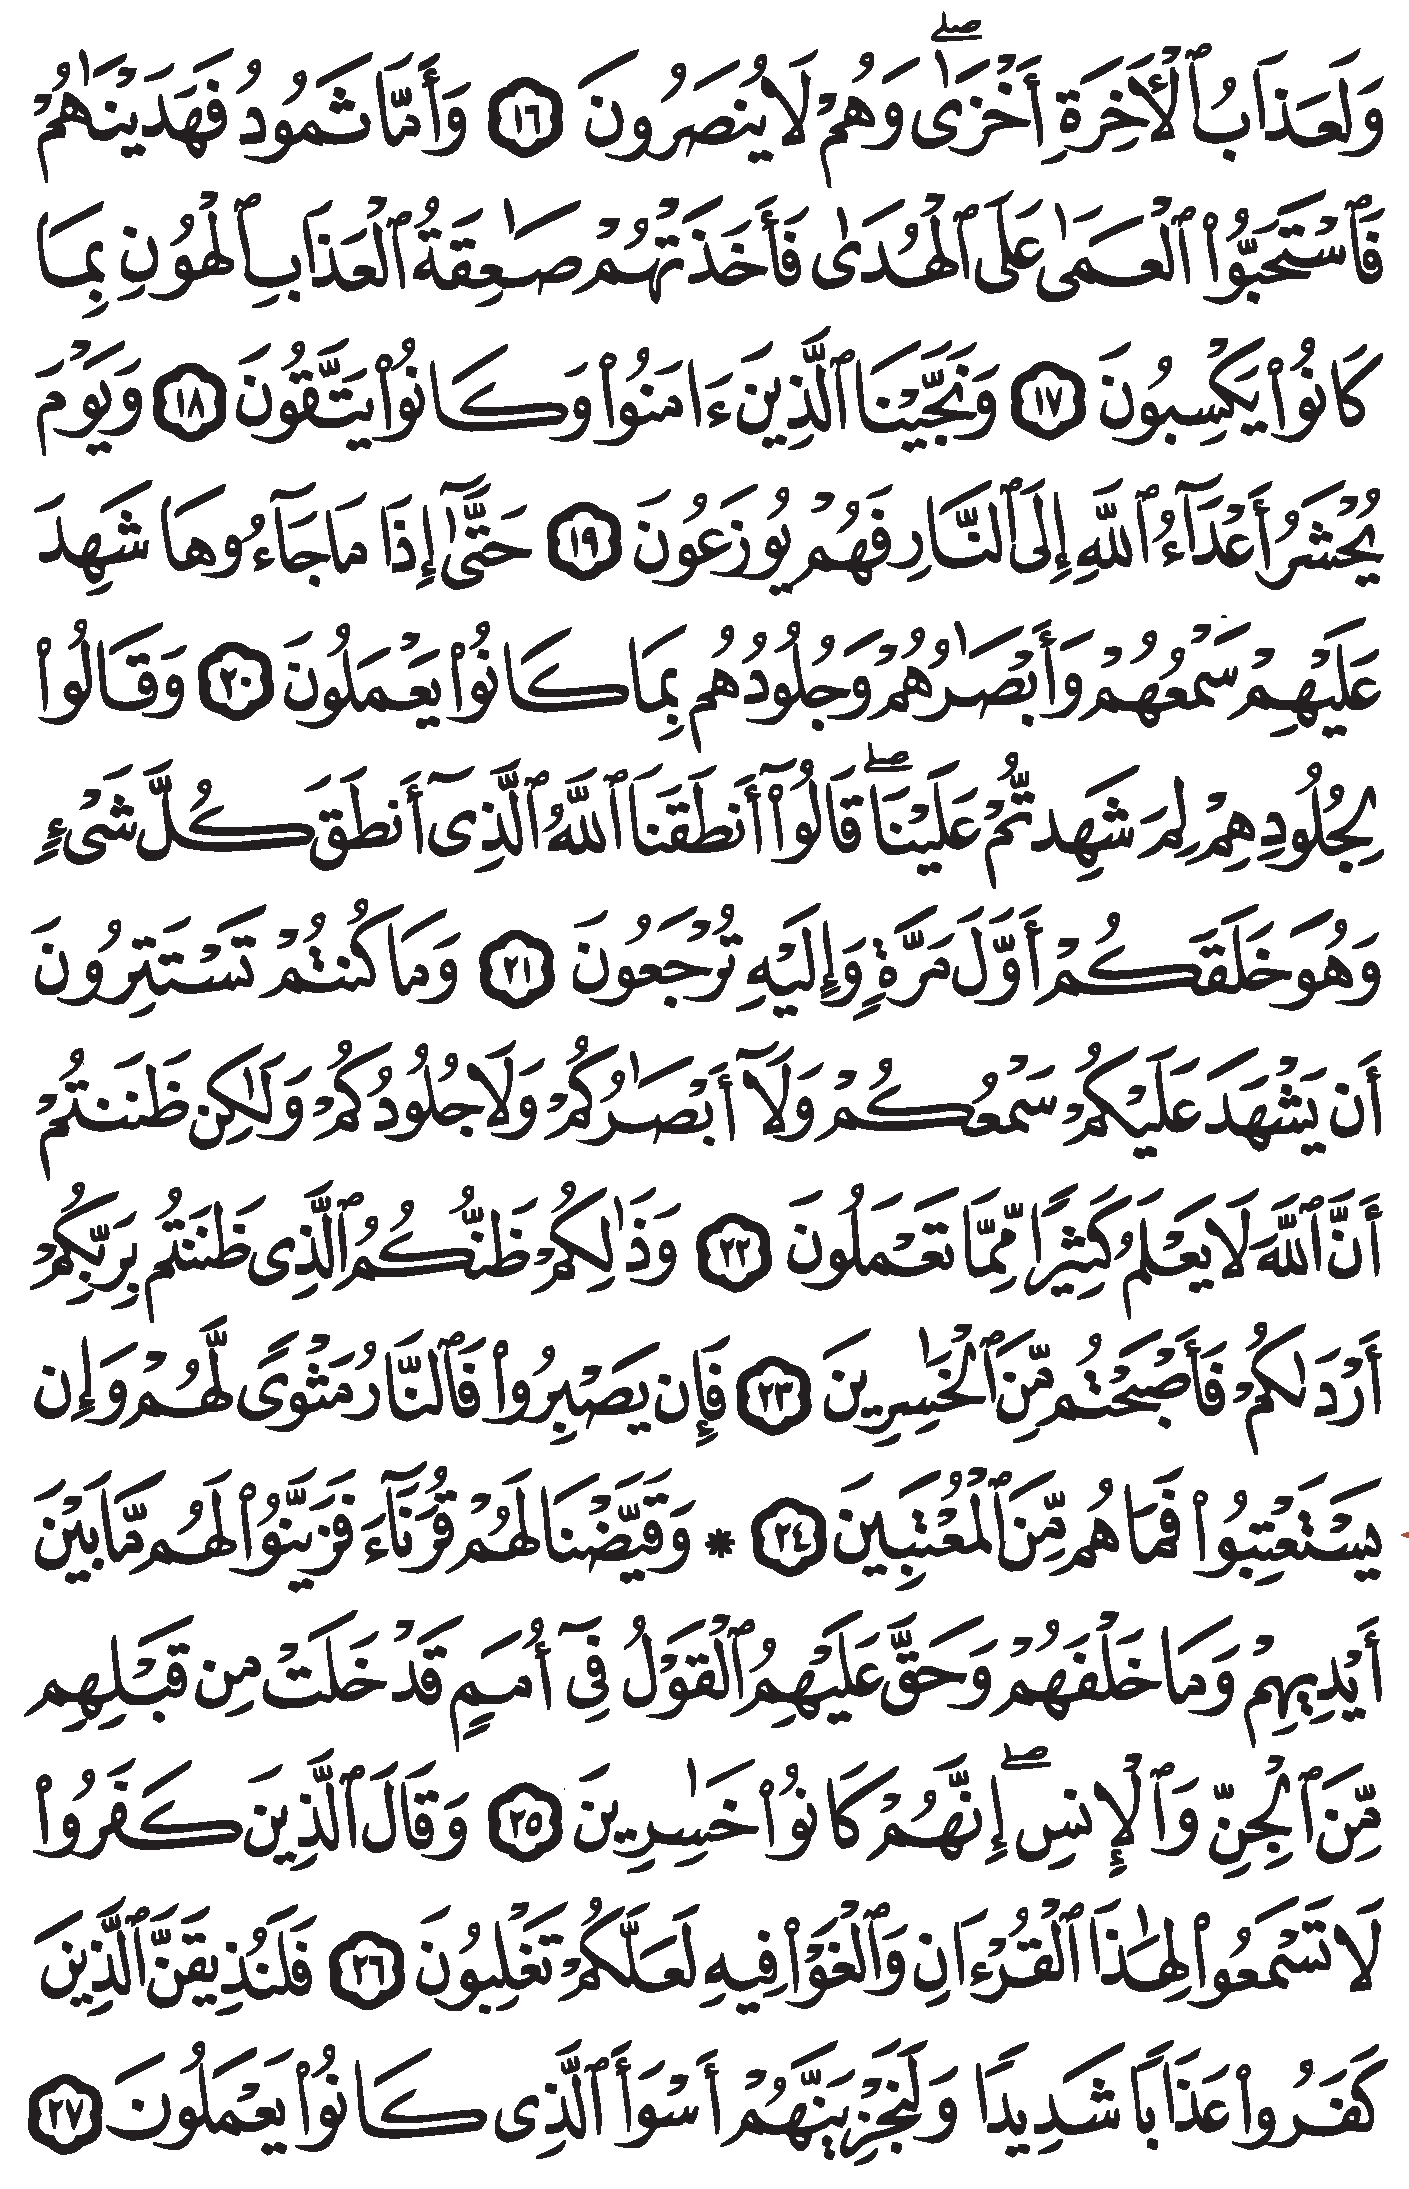 وَلَعَذَابُ ٱلْأَخِرَةِ أَخْزَىٰ ۖ وَهُمْ لَا يُنصَرُونَ ١٦ وَأَمَّا ثَمُودُ فَهَدَيْنَٰهُمْ
فَٱسْتَحَبُّوا۟ ٱلْعَمَىٰ عَلَى ٱلْهُدَىٰ فَأَخَذَتْهُمْ صَٰعِقَةُ ٱلْعَذَابِ ٱلْهُونِ بِمَا
كَانُوا۟ يَكْسِبُونَ ١٧ وَنَجَّيْنَا ٱلَّذِينَ ءَامَنُوا۟ وَكَانُوا۟ يَتَّقُونَ ١٨ وَيَوْمَ
يُحْشَرُ أَعْدَآءُ ٱللَّهِ إِلَى ٱلنَّارِ فَهُمْ يُوزَعُونَ ١٩ حَتَّىٰٓ إِذَا مَا جَآءُوهَا شَهِدَ
عَلَيْهِمْ سَمْعُهُمْ وَأَبْصَٰرُهُمْ وَجُلُودُهُم بِمَا كَانُوا۟ يَعْمَلُونَ ٢٠ وَقَالُوا۟
لِجُلُودِهِمْ لِمَ شَهِدتُّمْ عَلَيْنَا ۖ قَالُوٓا۟ أَنطَقَنَا ٱللَّهُ ٱلَّذِىٓ أَنطَقَ كُلَّ شَىْءٍ
وَهُوَ خَلَقَكُمْ أَوَّلَ مَرَّةٍ وَإِلَيْهِ تُرْجَعُونَ ٢١ وَمَا كُنتُمْ تَسْتَتِرُونَ
أَن يَشْهَدَ عَلَيْكُمْ سَمْعُكُمْ وَلَآ أَبْصَٰرُكُمْ وَلَا جُلُودُكُمْ وَلَٰكِن ظَنَنتُمْ
أَنَّ ٱللَّهَ لَا يَعْلَمُ كَثِيرًا مِّمَّا تَعْمَلُونَ ٢٢ وَذَٰلِكُمْ ظَنُّكُمُ ٱلَّذِى ظَنَنتُم بِرَبِّكُمْ
أَرْدَىٰكُمْ فَأَصْبَحْتُم مِّنَ ٱلْخَٰسِرِينَ ٢٣ فَإِن يَصْبِرُوا۟ فَٱلنَّارُ مَثْوًى لَّهُمْ وَإِن
يَسْتَعْتِبُوا۟ فَمَا هُم مِّنَ ٱلْمُعْتَبِينَ ٢٤ * وَقَيَّضْنَا لَهُمْ قُرَنَآءَ فَزَيَّنُوا۟ لَهُم مَّا بَيْنَ
أَيْدِيهِمْ وَمَا خَلْفَهُمْ وَحَقَّ عَلَيْهِمُ ٱلْقَوْلُ فِىٓ أُمَمٍ قَدْ خَلَتْ مِن قَبْلِهِم
مِّنَ ٱلْجِنِّ وَٱلْإِنسِ ۖ إِنَّهُمْ كَانُوا۟ خَٰسِرِينَ ٢٥ وَقَالَ ٱلَّذِينَ كَفَرُوا۟
لَا تَسْمَعُوا۟ لِهَٰذَا ٱلْقُرْءَانِ وَٱلْغَوْا۟ فِيهِ لَعَلَّكُمْ تَغْلِبُونَ ٢٦ فَلَنُذِيقَنَّ ٱلَّذِينَ
كَفَرُوا۟ عَذَابًا شَدِيدًا وَلَنَجْزِيَنَّهُمْ أَسْوَأَ ٱلَّذِى كَانُوا۟ يَعْمَلُونَ ٢٧